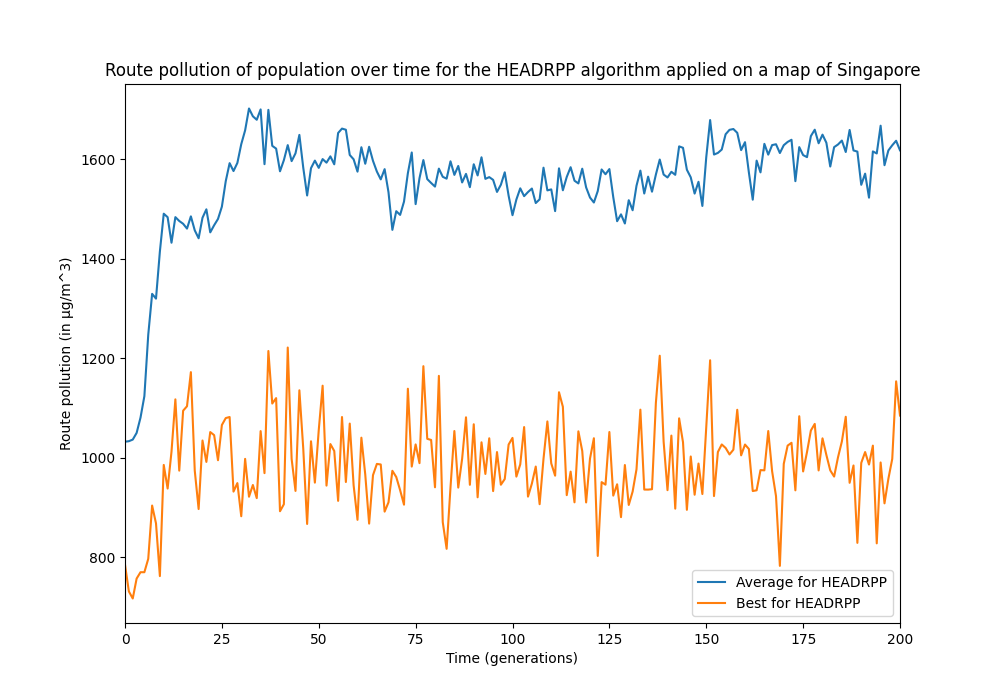 Route pollution of population over time for the HEADRPP algorithm applied on a map of Singapore
Route pollution (in µg/m^3)
1600
1400
1200
1000
800
0 25 50 75 100 125 150 175 200
Time (generations)
Average for HEADRPP
Best for HEADRPP